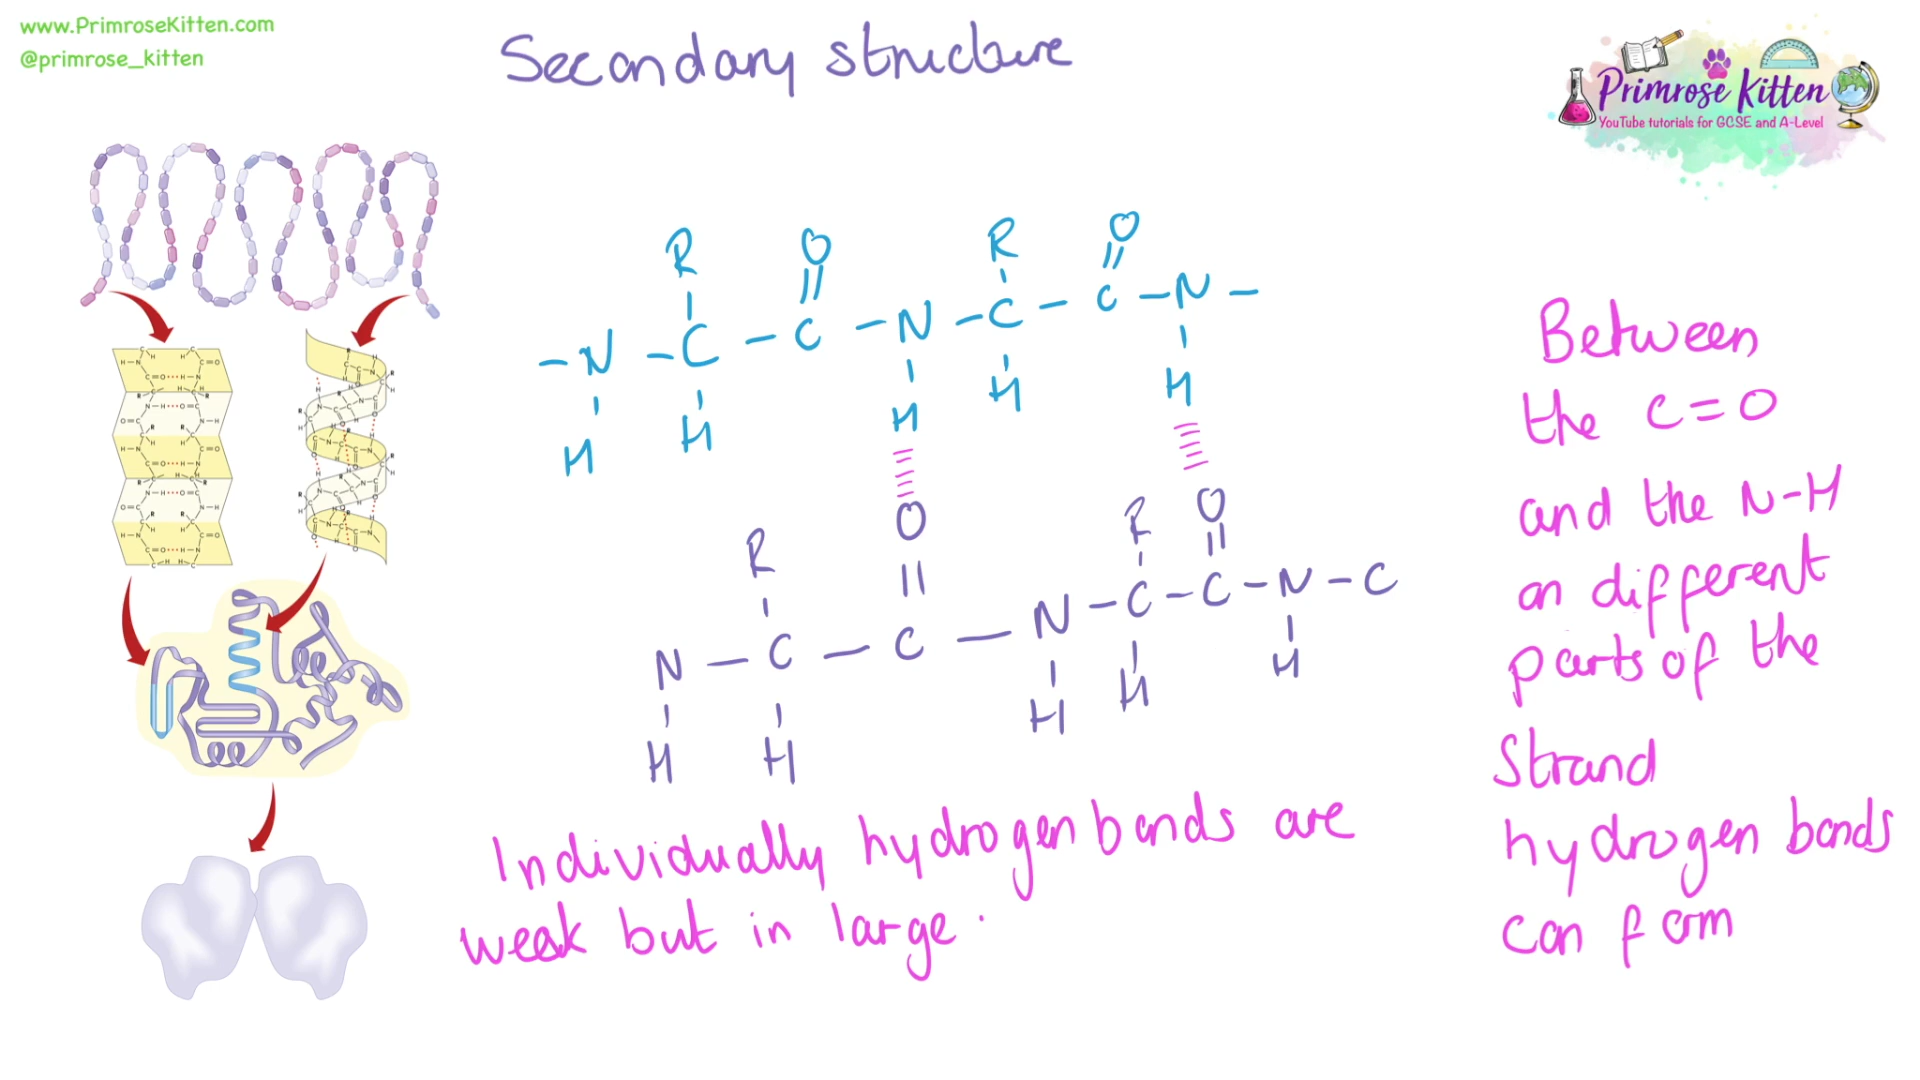 www.PrimroseKitten.com
@primrose_kitten
Secondary structure
Primrose Kitten
YouTube tutorials for GCSE and A-Level
R O R O
-N-C-C-N-C-C-N-
H H H H H
R O R O
N-C-C-N-C-C-N-C
H H H H H
Between
the C=O
and the N-H
on different
parts of the
strand
hydrogen bonds
can form
Individually hydrogen bonds are
weak but in large.